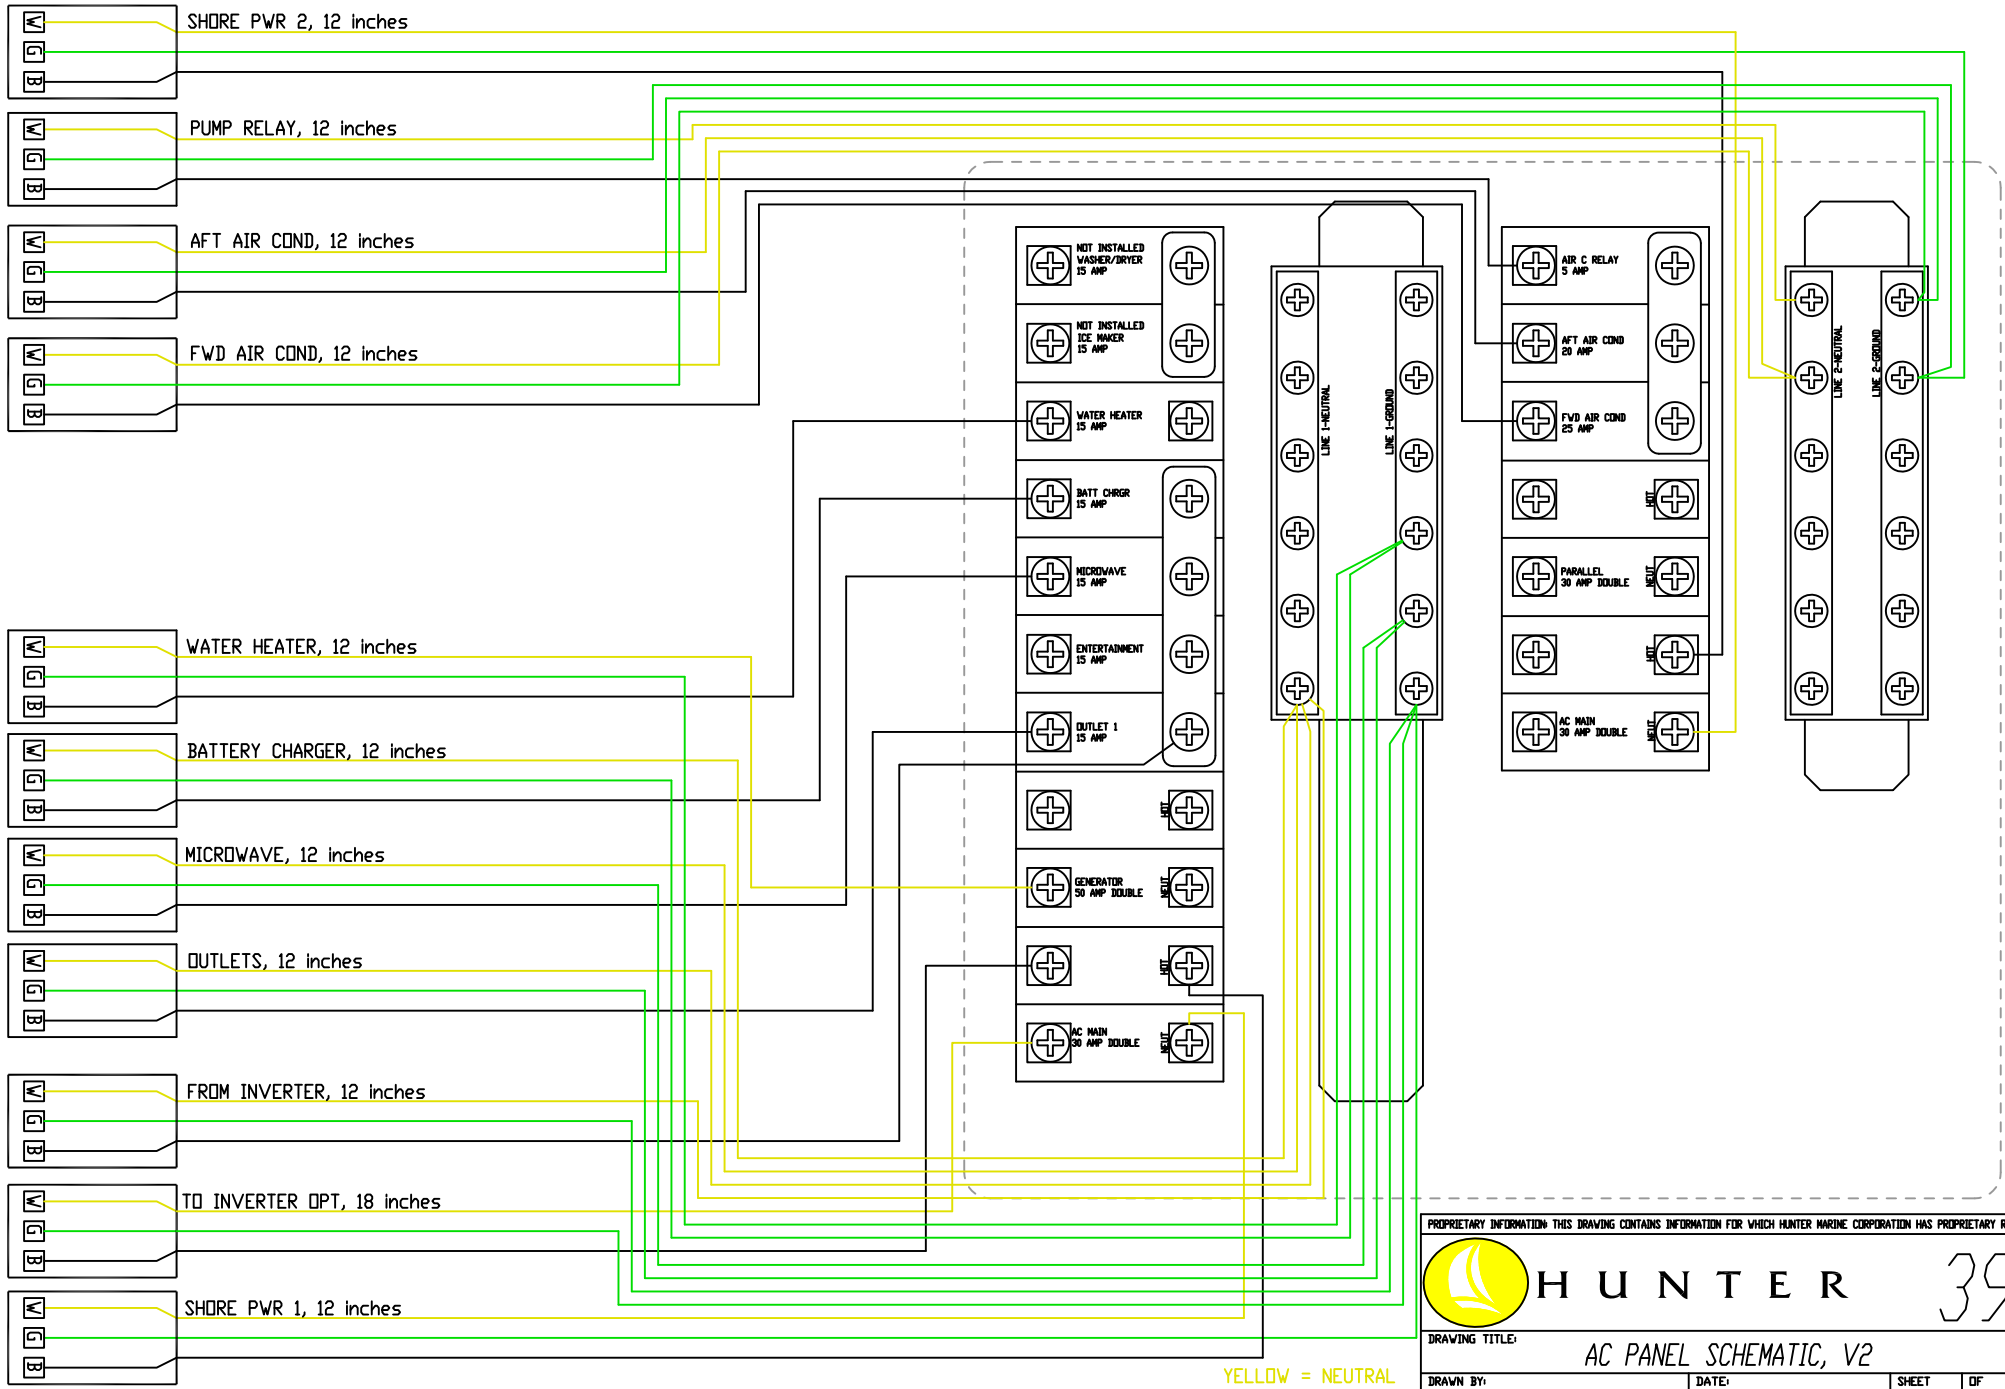 W SHORE PWR 2, 12 inches
G
B
W PUMP RELAY, 12 inches
G
B
W AFT AIR COND, 12 inches
G
B
W FWD AIR COND, 12 inches
G
B
W WATER HEATER, 12 inches
G
B
W BATTERY CHARGER, 12 inches
G
B
W MICROWAVE, 12 inches
G
B
W OUTLETS, 12 inches
G
B
W FROM INVERTER, 12 inches
G
B
W TO INVERTER OPT, 18 inches
G
B
W SHORE PWR 1, 12 inches
G
B
NOT INSTALLED
WASHER/DRYER
15 AMP
NOT INSTALLED
ICE MAKER
15 AMP
WATER HEATER
15 AMP
BATT CHRGR
15 AMP
MICROWAVE
15 AMP
ENTERTAINMENT
15 AMP
OUTLET 1
15 AMP
HOT
GENERATOR
50 AMP DOUBLE
NEUT
HOT
AC MAIN
30 AMP DOUBLE
NEUT
LINE 1-NEUTRAL
LINE 1-GROUND
AIR C RELAY
5 AMP
AFT AIR COND
20 AMP
FWD AIR COND
25 AMP
HOT
PARALLEL
30 AMP DOUBLE
NEUT
HOT
AC MAIN
30 AMP DOUBLE
NEUT
LINE 2-NEUTRAL
LINE 2-GROUND
YELLOW = NEUTRAL
PROPRIETARY INFORMATION: THIS DRAWING CONTAINS INFORMATION FOR WHICH HUNTER MARINE CORPORATION HAS PROPRIETARY
HUNTER 39
DRAWING TITLE:
AC PANEL SCHEMATIC, V2
DRAWN BY: DATE: SHEET OF